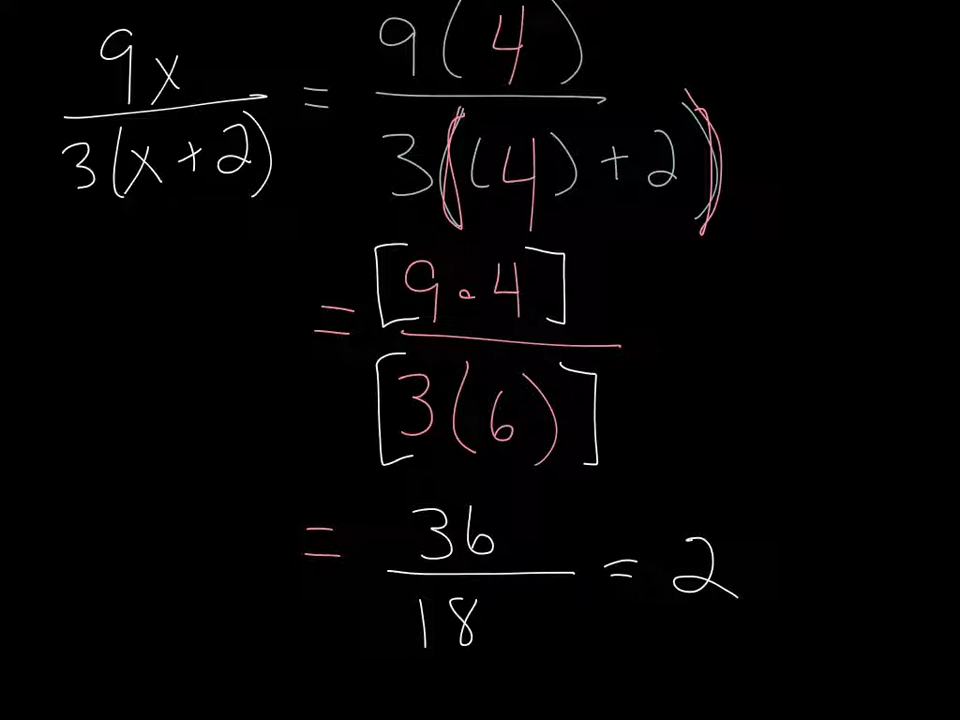 9x / 3(x+2) = 9(4) / 3((4)+2)
= [9·4] / [3(6)]
= 36 / 18 = 2